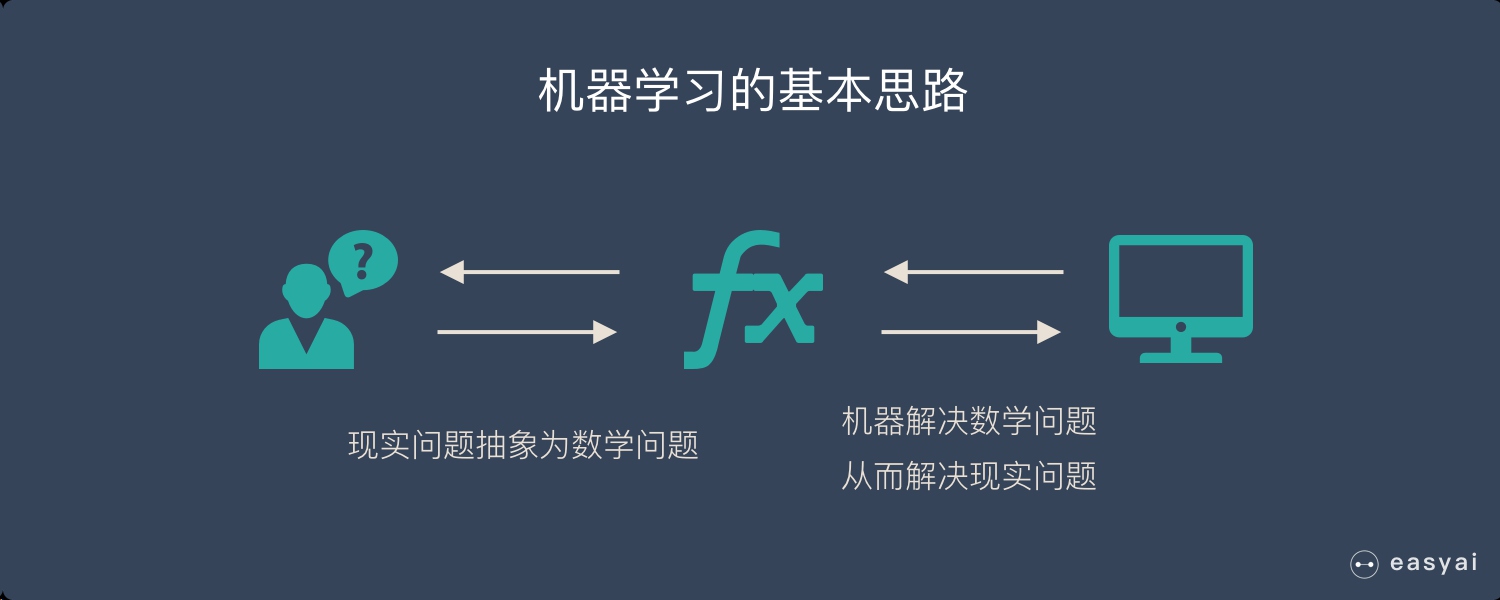 机器学习的基本思路
?
fx
现实问题抽象为数学问题
机器解决数学问题
从而解决现实问题
easyai